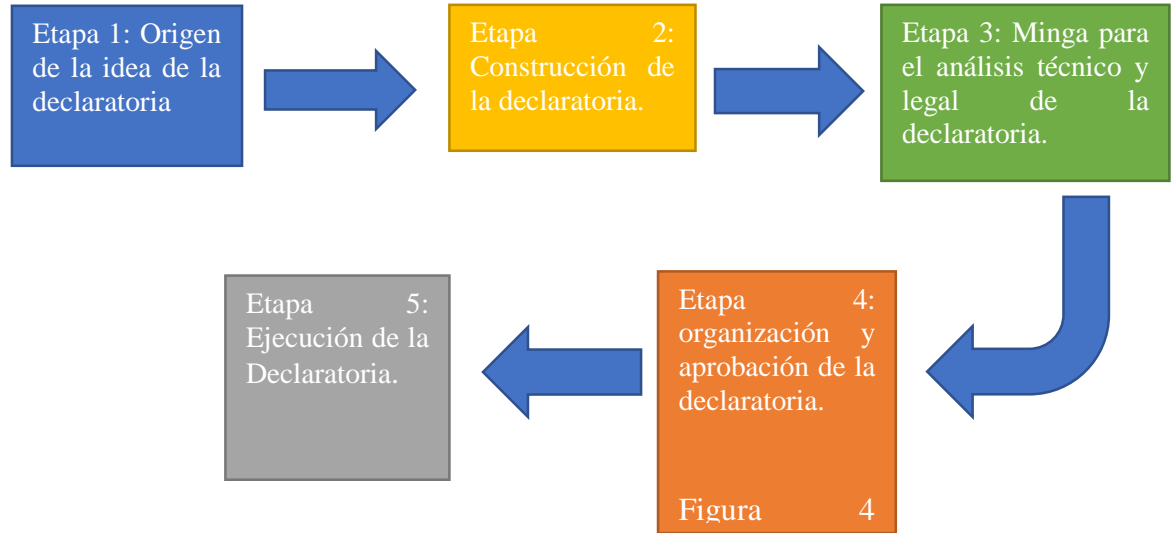 Etapa 1: Origen
de la idea de la
declaratoria
Etapa 2:
Construcción de
la declaratoria.
Etapa 3: Minga para
el análisis técnico y
legal de la
declaratoria.
Etapa 4:
organización y
aprobación de la
declaratoria.
Figura 4
Etapa 5:
Ejecución de la
Declaratoria.